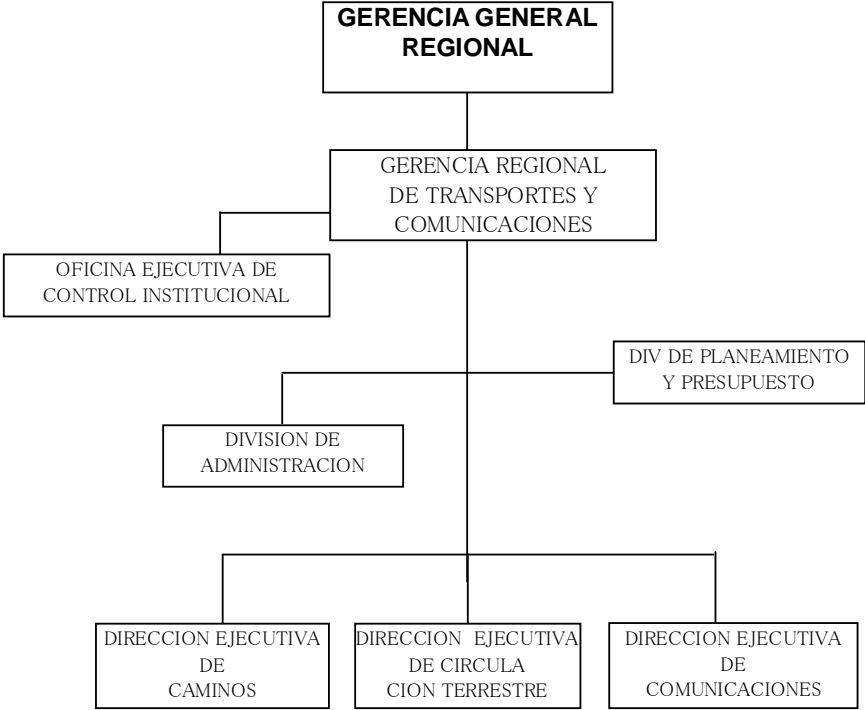 GERENCIA GENERAL
REGIONAL
GERENCIA REGIONAL
DE TRANSPORTES Y
COMUNICACIONES
OFICINA EJECUTIVA DE
CONTROL INSTITUCIONAL
DIV DE PLANEAMIENTO
Y PRESUPUESTO
DIVISION DE
ADMINISTRACION
DIRECCION EJECUTIVA
DE
CAMINOS
DIRECCION EJECUTIVA
DE CIRCULA
CION TERRESTRE
DIRECCION EJECUTIVA
DE
COMUNICACIONES